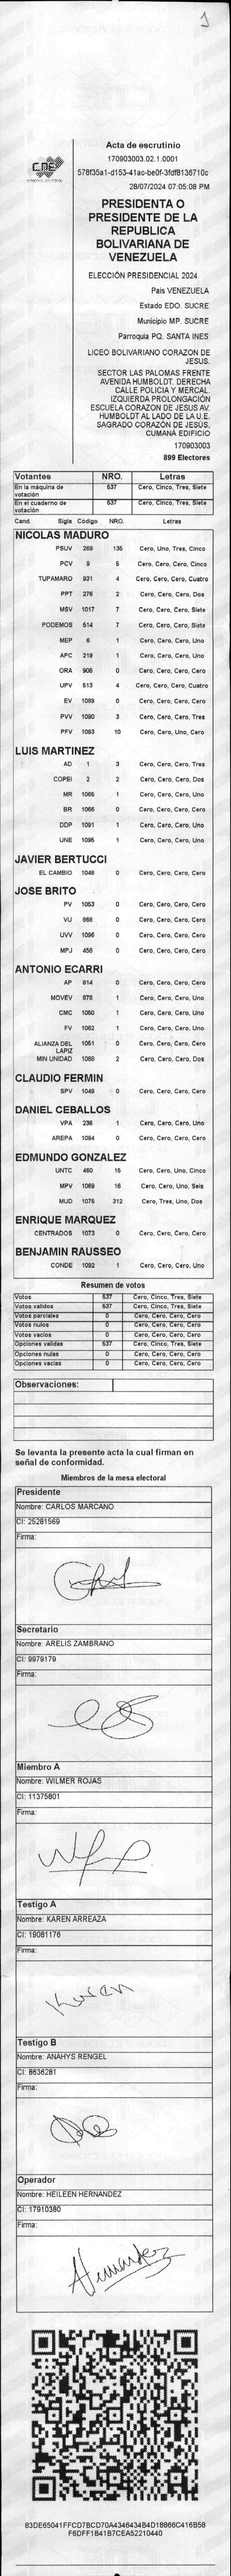 1
CNE
Acta de escrutinio
170903003.02.1.0001
578f35a1-d153-41ac-be0f-3fdf8136710c
28/07/2024 07:05:08 PM
PRESIDENTA O
PRESIDENTE DE LA
REPUBLICA
BOLIVARIANA DE
VENEZUELA
ELECCIÓN PRESIDENCIAL 2024
Pais VENEZUELA
Estado EDO. SUCRE
Municipio MP. SUCRE
Parroquia PQ. SANTA INES
LICEO BOLIVARIANO CORAZON DE
JESUS.
SECTOR LAS PALOMAS FRENTE
AVENIDA HUMBOLDT. DERECHA
CALLE POLICIA Y MERCAL.
IZQUIERDA PROLONGACIÓN
ESCUELA CORAZON DE JESUS AV.
HUMBOLDT AL LADO DE LA U.E.
SAGRADO CORAZÓN DE JESÚS,
CUMANÁ EDIFICIO
170903003
899 Electores
Votantes NRO. Letras
En la máquina de votación 537 Cero, Cinco, Tres, Siete
En el cuaderno de votación 537 Cero, Cinco, Tres, Siete
Cand. Sigla Código NRO. Letras
NICOLAS MADURO
PSUV 269 135 Cero, Uno, Tres, Cinco
PCV 9 5 Cero, Cero, Cero, Cinco
TUPAMARO 931 4 Cero, Cero, Cero, Cuatro
PPT 276 2 Cero, Cero, Cero, Dos
MSV 1017 7 Cero, Cero, Cero, Siete
PODEMOS 514 7 Cero, Cero, Cero, Siete
MEP 6 1 Cero, Cero, Cero, Uno
APC 219 1 Cero, Cero, Cero, Uno
ORA 906 0 Cero, Cero, Cero, Cero
UPV 513 4 Cero, Cero, Cero, Cuatro
EV 1089 0 Cero, Cero, Cero, Cero
PVV 1090 3 Cero, Cero, Cero, Tres
PFV 1093 10 Cero, Cero, Uno, Cero
LUIS MARTINEZ
AD 1 3 Cero, Cero, Cero, Tres
COPEI 2 2 Cero, Cero, Cero, Dos
MR 1065 1 Cero, Cero, Cero, Uno
BR 1066 0 Cero, Cero, Cero, Cero
DDP 1091 1 Cero, Cero, Cero, Uno
UNE 1095 1 Cero, Cero, Cero, Uno
JAVIER BERTUCCI
EL CAMBIO 1048 0 Cero, Cero, Cero, Cero
JOSE BRITO
PV 1053 0 Cero, Cero, Cero, Cero
VU 868 0 Cero, Cero, Cero, Cero
UVV 1096 0 Cero, Cero, Cero, Cero
MPJ 458 0 Cero, Cero, Cero, Cero
ANTONIO ECARRI
AP 814 0 Cero, Cero, Cero, Cero
MOVEV 878 1 Cero, Cero, Cero, Uno
CMC 1050 1 Cero, Cero, Cero, Uno
FV 1062 1 Cero, Cero, Cero, Uno
ALIANZA DEL LAPIZ 1051 0 Cero, Cero, Cero, Cero
MIN UNIDAD 1058 2 Cero, Cero, Cero, Dos
CLAUDIO FERMIN
SPV 1049 0 Cero, Cero, Cero, Cero
DANIEL CEBALLOS
VPA 236 1 Cero, Cero, Cero, Uno
AREPA 1094 0 Cero, Cero, Cero, Cero
EDMUNDO GONZALEZ
UNTC 460 15 Cero, Cero, Uno, Cinco
MPV 1069 16 Cero, Cero, Uno, Seis
MUD 1075 312 Cero, Tres, Uno, Dos
ENRIQUE MARQUEZ
CENTRADOS 1073 0 Cero, Cero, Cero, Cero
BENJAMIN RAUSSEO
CONDE 1092 1 Cero, Cero, Cero, Uno
Resumen de votos
Votos 537 Cero, Cinco, Tres, Siete
Votos validos 537 Cero, Cinco, Tres, Siete
Votos parciales 0 Cero, Cero, Cero, Cero
Votos nulos 0 Cero, Cero, Cero, Cero
Votos vacios 0 Cero, Cero, Cero, Cero
Opciones validas 537 Cero, Cinco, Tres, Siete
Opciones nulas 0 Cero, Cero, Cero, Cero
Opciones vacias 0 Cero, Cero, Cero, Cero
Observaciones:
Se levanta la presente acta la cual firman en
señal de conformidad.
Miembros de la mesa electoral
Presidente
Nombre: CARLOS MARCANO
CI: 25281569
Firma:
Secretario
Nombre: ARELIS ZAMBRANO
CI: 9979179
Firma:
Miembro A
Nombre: WILMER ROJAS
CI: 11375801
Firma:
Testigo A
Nombre: KAREN ARREAZA
CI: 19081176
Firma:
Karen
Testigo B
Nombre: ANAHYS RENGEL
CI: 8636281
Firma:
Operador
Nombre: HEILEEN HERNANDEZ
CI: 17910380
Firma:
Hernández
83DE65041FFCD7BCD70A4346434B4D18866C416B58
F6DFF1B41B7CEA52210440